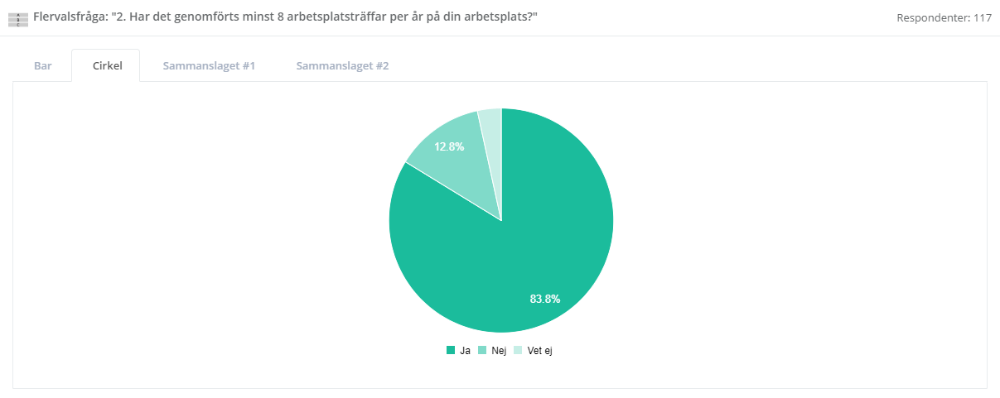 Flervalsfråga: "2. Har det genomförts minst 8 arbetsplatsträffar per år på din arbetsplats?"
Respondenter: 117
Bar
Cirkel
Sammanslaget #1
Sammanslaget #2
12.8%
83.8%
Ja
Nej
Vet ej